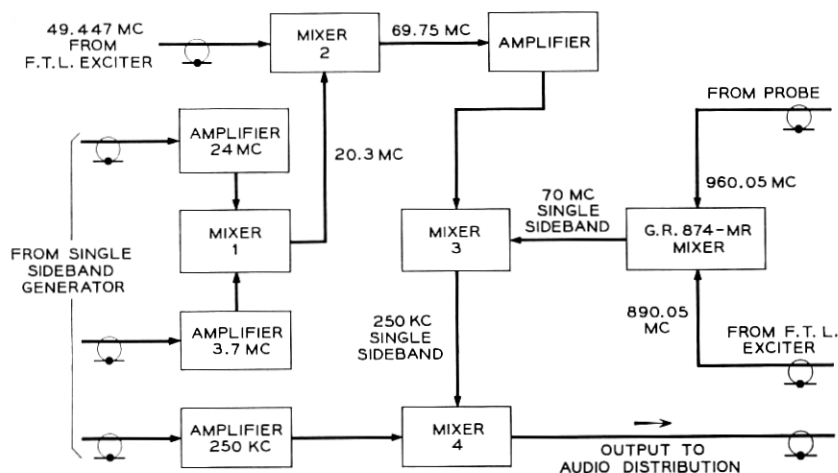 49.447 MC
FROM
F.T.L. EXCITER
MIXER
2
69.75 MC
AMPLIFIER
FROM PROBE
AMPLIFIER
24 MC
20.3 MC
960.05 MC
MIXER
1
70 MC
SINGLE
SIDEBAND
MIXER
3
G.R. 874-MR
MIXER
FROM SINGLE
SIDEBAND
GENERATOR
AMPLIFIER
3.7 MC
250 KC
SINGLE
SIDEBAND
890.05
MC
FROM F.T.L.
EXCITER
AMPLIFIER
250 KC
MIXER
4
OUTPUT TO
AUDIO DISTRIBUTION